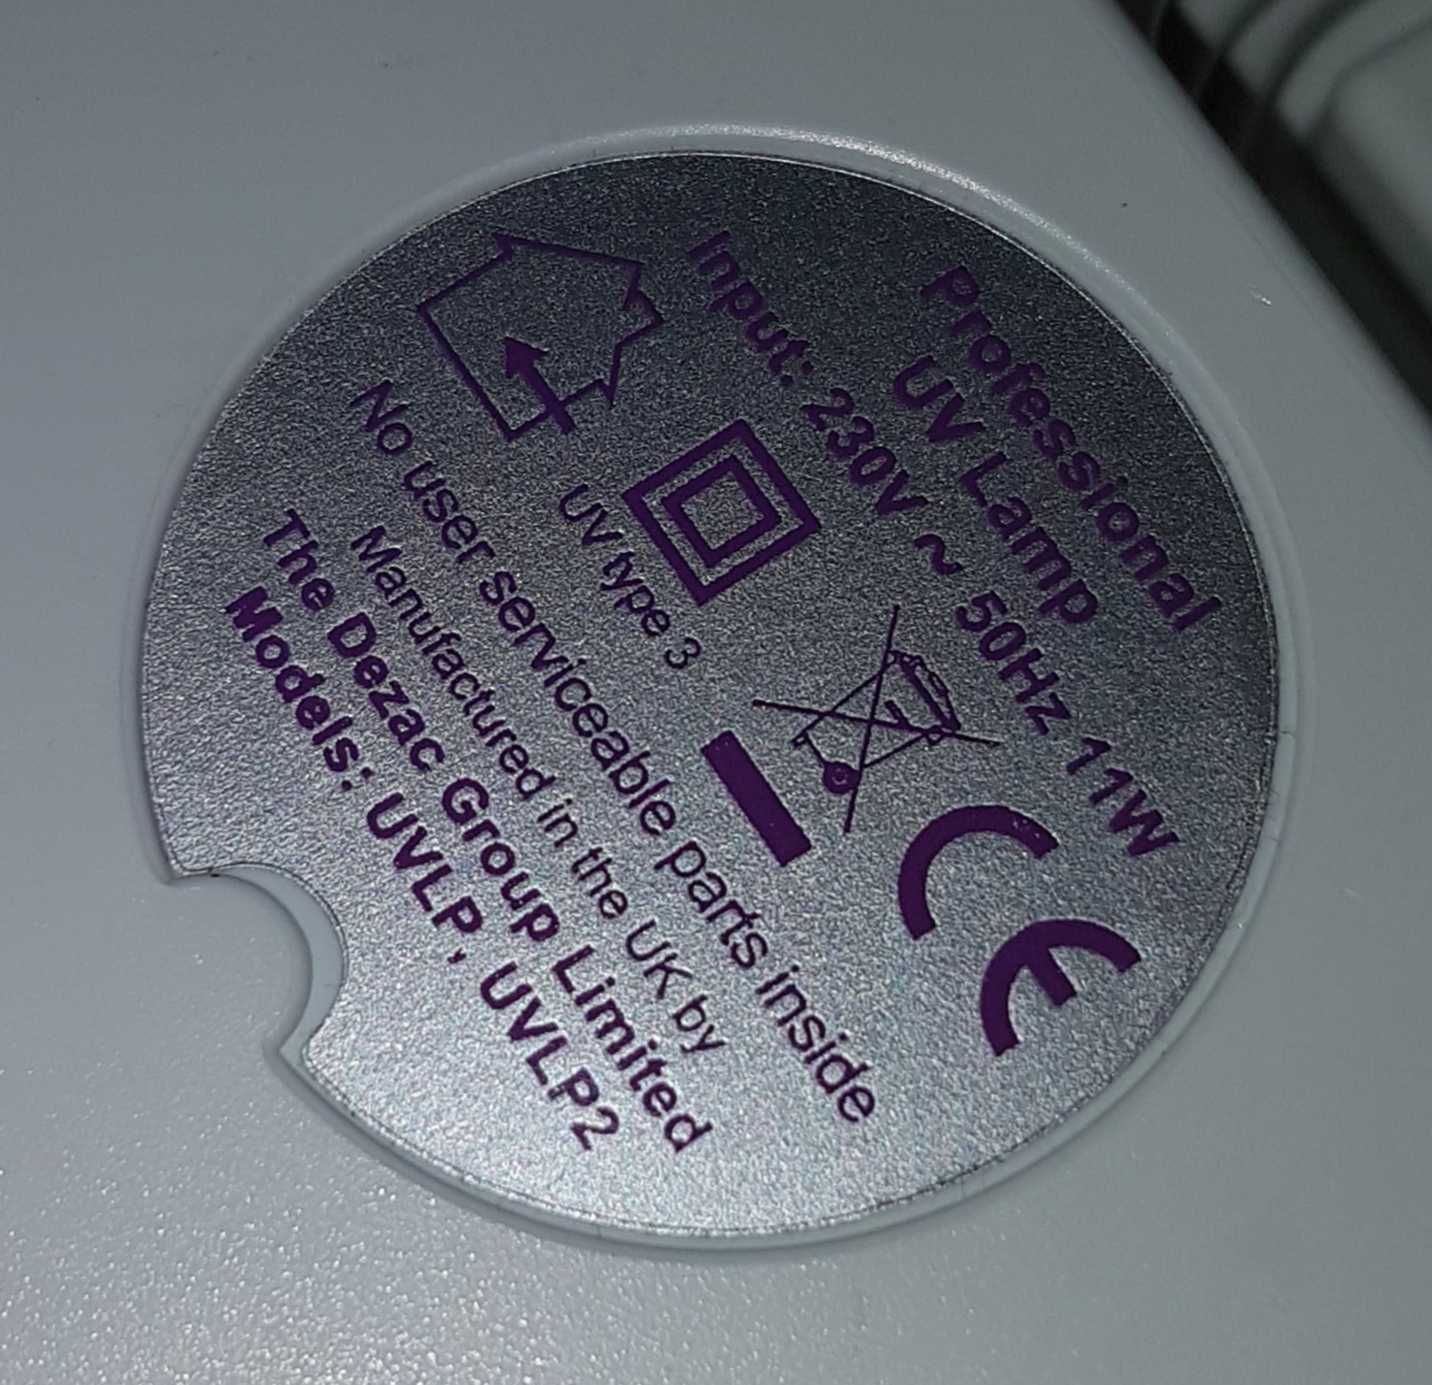 Professional
UV Lamp
Input: 230V ~ 50Hz 11W
CE
UV type 3
No user serviceable parts inside
Manufactured in the UK by
The Dezac Group Limited
Models: UVLP, UVLP2